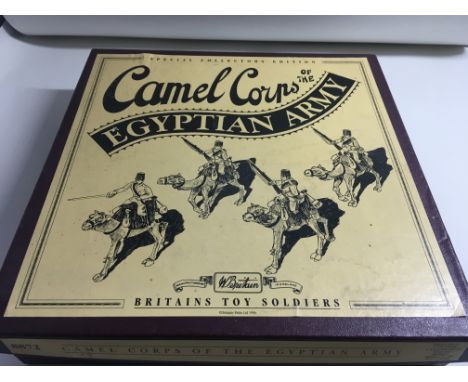 SPECIAL COLLECTORS EDITION
Camel Corps OF THE
EGYPTIAN ARMY
W. Britain
BRITAINS TOY SOLDIERS
CAMEL CORPS OF THE EGYPTIAN ARMY